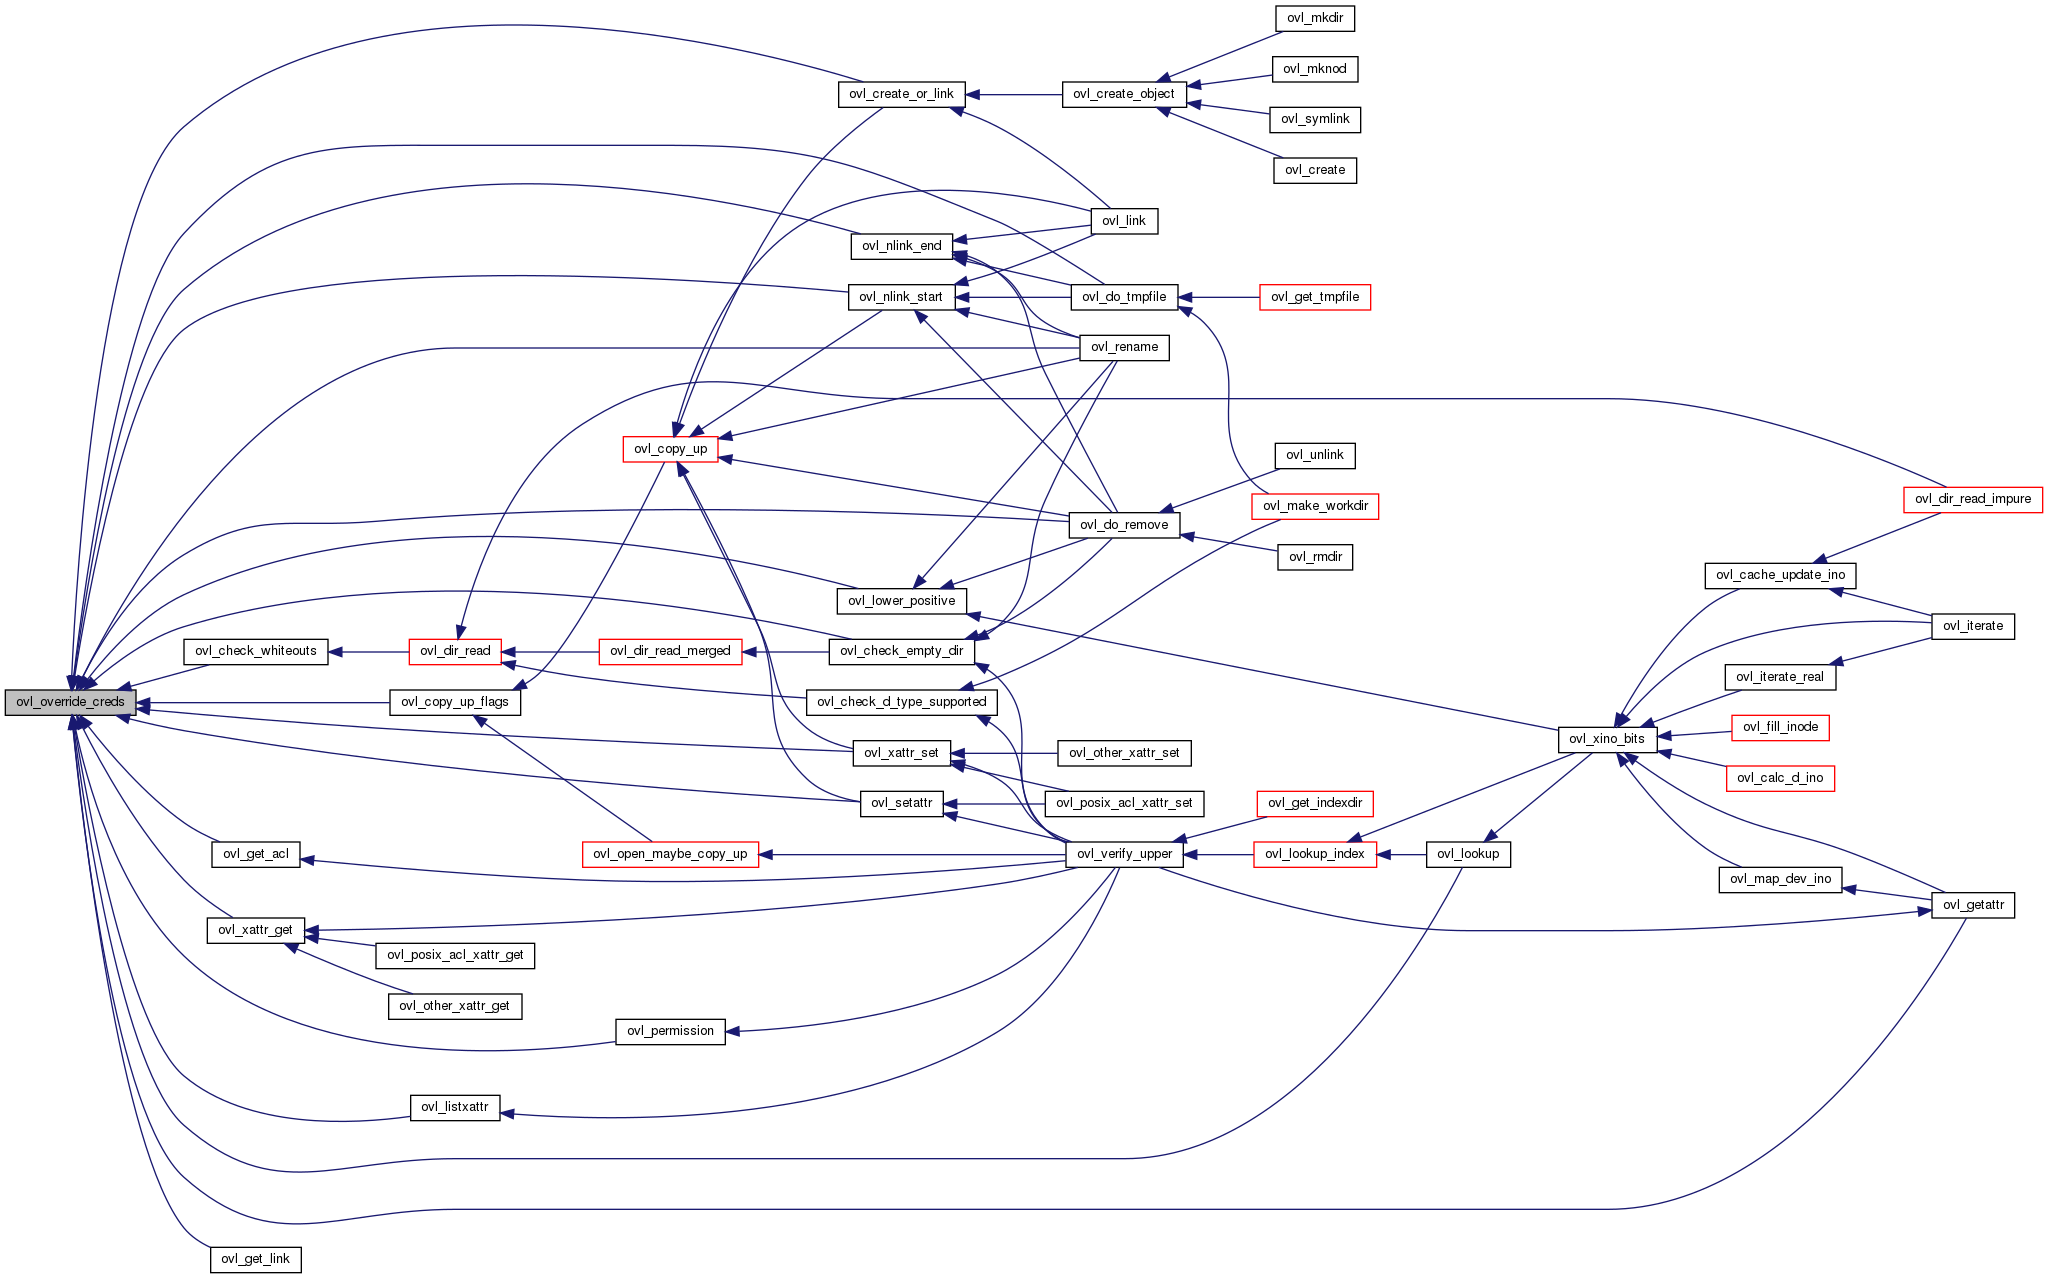 ovl_mkdir
ovl_mknod
ovl_create_or_link
ovl_create_object
ovl_symlink
ovl_create
ovl_link
ovl_nlink_end
ovl_nlink_start
ovl_do_tmpfile
ovl_get_tmpfile
ovl_rename
ovl_copy_up
ovl_unlink
ovl_dir_read_impure
ovl_make_workdir
ovl_do_remove
ovl_rmdir
ovl_cache_update_ino
ovl_lower_positive
ovl_iterate
ovl_check_whiteouts
ovl_dir_read
ovl_dir_read_merged
ovl_check_empty_dir
ovl_iterate_real
ovl_override_creds
ovl_copy_up_flags
ovl_check_d_type_supported
ovl_fill_inode
ovl_xino_bits
ovl_xattr_set
ovl_other_xattr_set
ovl_calc_d_ino
ovl_setattr
ovl_posix_acl_xattr_set
ovl_get_indexdir
ovl_get_acl
ovl_open_maybe_copy_up
ovl_verify_upper
ovl_lookup_index
ovl_lookup
ovl_map_dev_ino
ovl_getattr
ovl_xattr_get
ovl_posix_acl_xattr_get
ovl_other_xattr_get
ovl_permission
ovl_listxattr
ovl_get_link